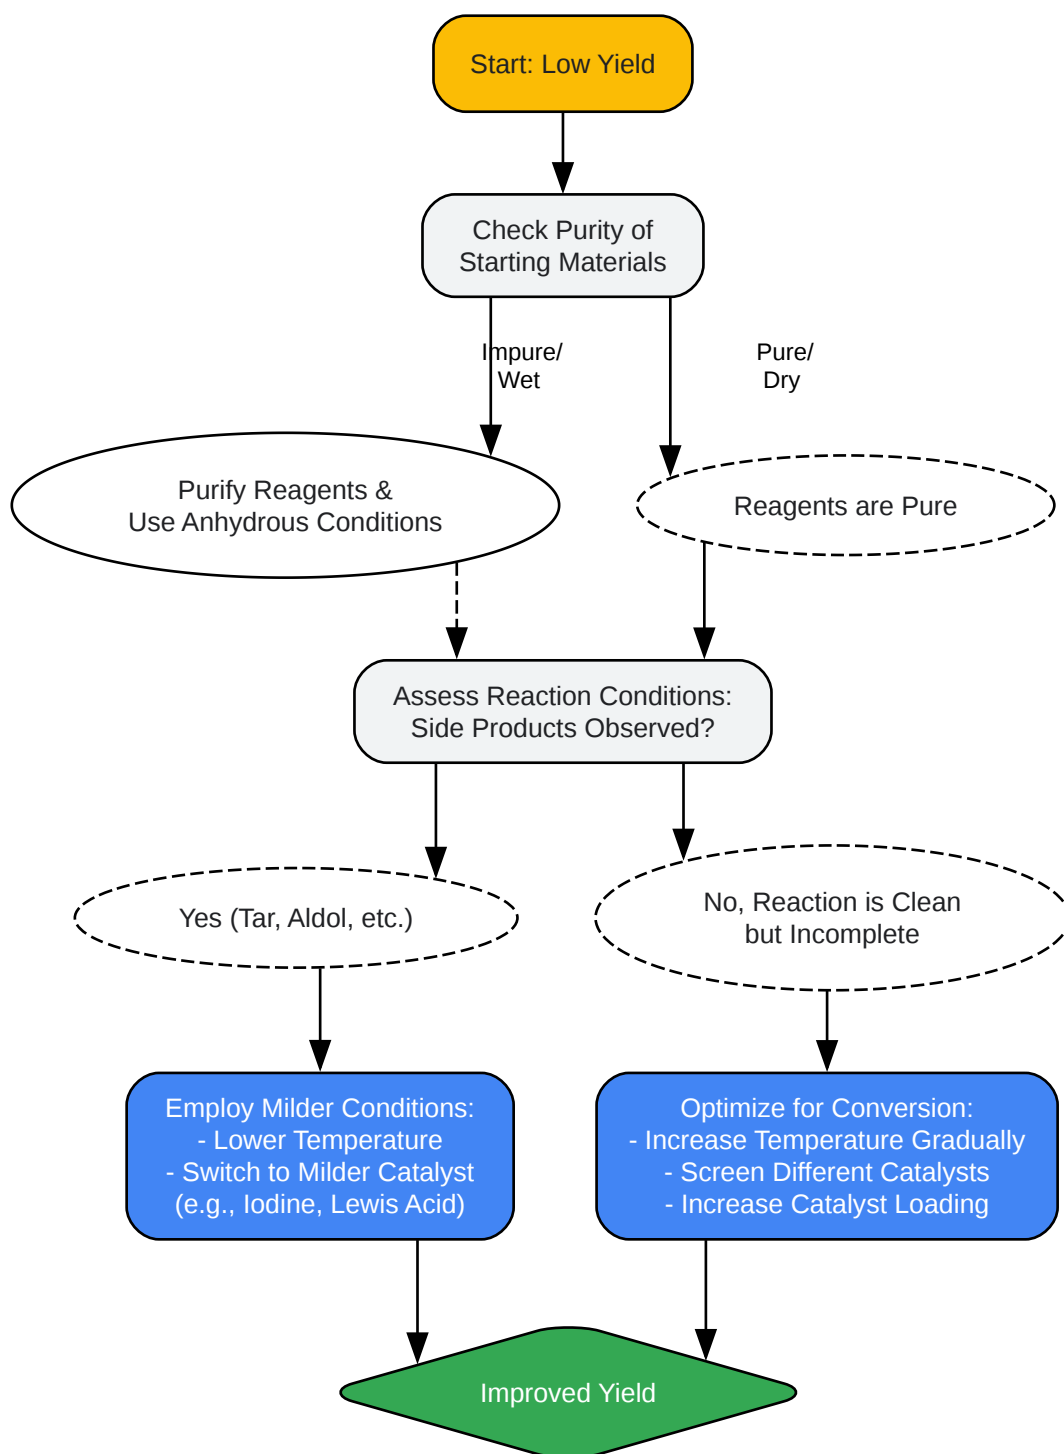 Start: Low Yield
Check Purity of
Starting Materials
Impure/
Wet
Pure/
Dry
Purify Reagents &
Use Anhydrous Conditions
Reagents are Pure
Assess Reaction Conditions:
Side Products Observed?
Yes (Tar, Aldol, etc.)
No, Reaction is Clean
but Incomplete
Employ Milder Conditions:
- Lower Temperature
- Switch to Milder Catalyst
(e.g., Iodine, Lewis Acid)
Optimize for Conversion:
- Increase Temperature Gradually
- Screen Different Catalysts
- Increase Catalyst Loading
Improved Yield